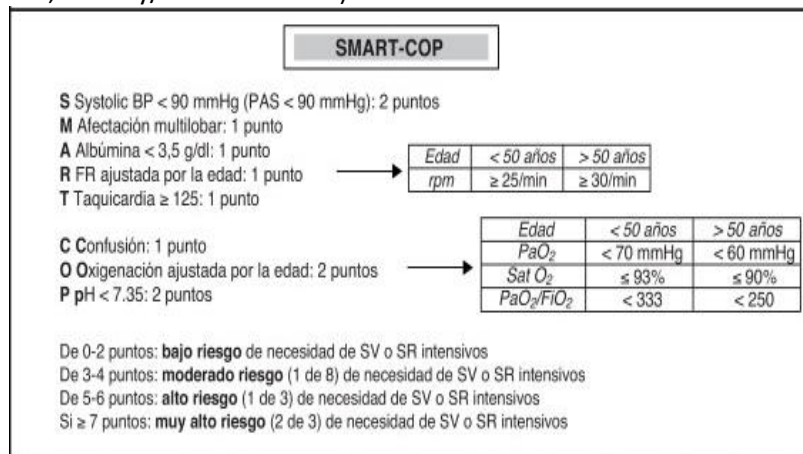 SMART-COP
S Systolic BP < 90 mmHg (PAS < 90 mmHg): 2 puntos
M Afectación multilobar: 1 punto
A Albúmina < 3,5 g/dl: 1 punto
R FR ajustada por la edad: 1 punto
T Taquicardia ≥ 125: 1 punto
Edad < 50 años > 50 años
rpm ≥ 25/min ≥ 30/min
C Confusión: 1 punto
O Oxigenación ajustada por la edad: 2 puntos
P pH < 7.35: 2 puntos
Edad < 50 años > 50 años
PaO2 < 70 mmHg < 60 mmHg
Sat O2 ≤ 93% ≤ 90%
PaO2/FiO2 < 333 < 250
De 0-2 puntos: bajo riesgo de necesidad de SV o SR intensivos
De 3-4 puntos: moderado riesgo (1 de 8) de necesidad de SV o SR intensivos
De 5-6 puntos: alto riesgo (1 de 3) de necesidad de SV o SR intensivos
Si ≥ 7 puntos: muy alto riesgo (2 de 3) de necesidad de SV o SR intensivos